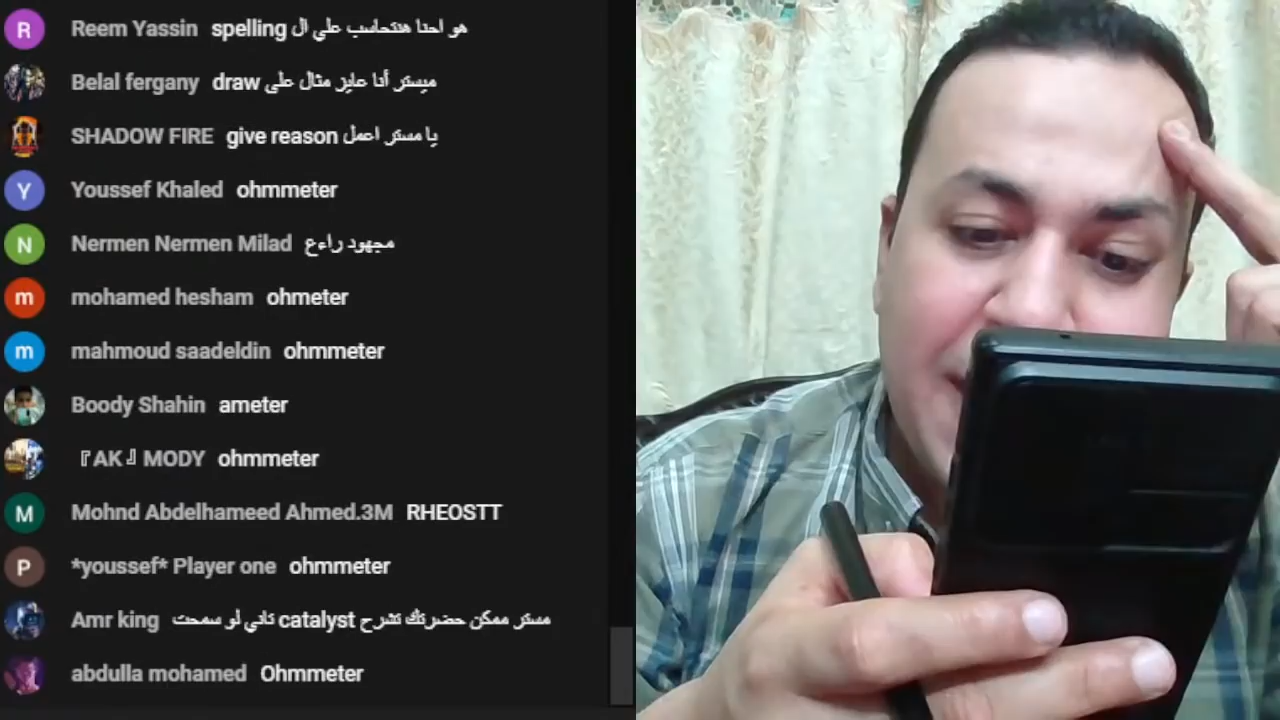 R Reem Yassin هو احنا هنتحاسب علي ال spelling
Belal fergany ميستر أنا عايز مثال على draw
SHADOW FIRE يا مستر اعمل give reason
Y Youssef Khaled ohmmeter
N Nermen Nermen Milad مجهود راءع
m mohamed hesham ohmeter
m mahmoud saadeldin ohmmeter
Boody Shahin ameter
『AK』MODY ohmmeter
M Mohnd Abdelhameed Ahmed.3M RHEOSTT
P *youssef* Player one ohmmeter
Amr king مستر ممكن حضرتك تشرح catalyst تاني لو سمحت
abdulla mohamed Ohmmeter